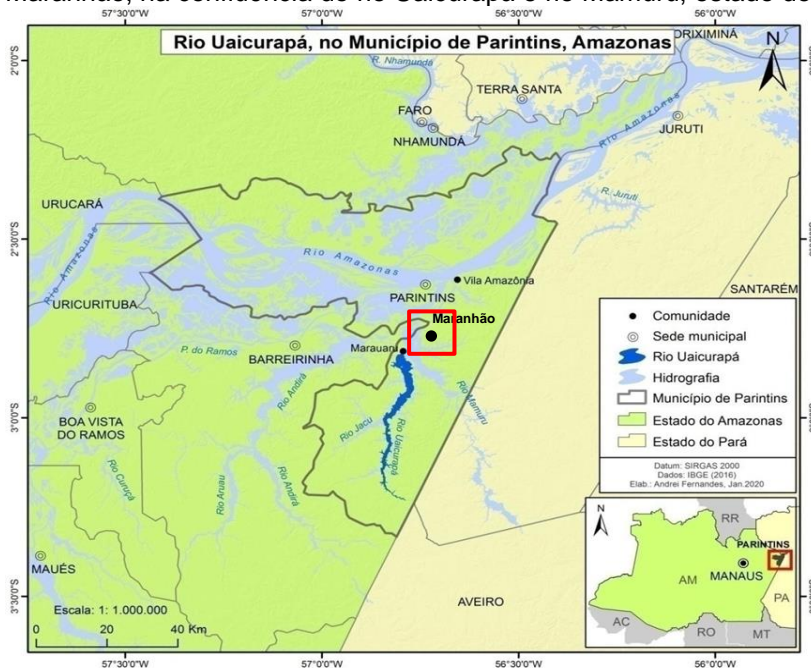 Maranhão, na confluência do rio Uaicurapá e rio Mamuru, estado do
57°30'0"W
57°0'0"W
56°30'0"W
56°0'0"W
Rio Uaicurapá, no Município de Parintins, Amazonas
ORIXIMINÁ
N
2°0'0"S
R. Nhamundá
TERRA SANTA
FARO
NHAMUNDÁ
Rio Amazonas
JURUTI
R. Juruti
URUCARÁ
2°30'0"S
Rio Amazonas
Rio Amazonas
Vila Amazônia
PARINTINS
SANTARÉM
URICURITUBA
Maranhão
P. do Ramos
BARREIRINHA
Marauaru
Rio Andirá
Rio Mamuru
BOA VISTA
DO RAMOS
3°0'0"S
Rio Jacu
Rio Uaicurapá
Rio Curuçá
Rio Aruau
Rio Andirá
MAUÉS
AVEIRO
3°30'0"S
Escala: 1: 1.000.000
0 20 40 Km
Comunidade
Sede municipal
Rio Uaicurapá
Hidrografia
Município de Parintins
Estado do Amazonas
Estado do Pará
Datum: SIRGAS 2000
Dados: IBGE (2016)
Elab.: Andrei Fernandes, Jan.2020
N
RR
PARINTINS
AM
MANAUS
PA
AC
RO
MT
57°30'0"W
57°0'0"W
56°30'0"W
56°0'0"W